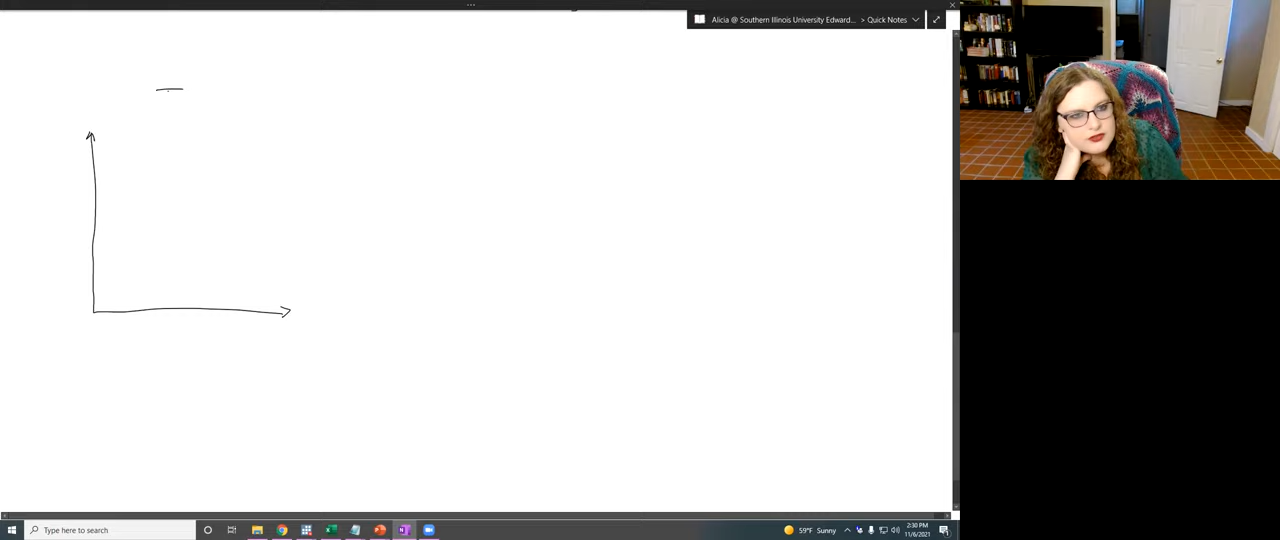 Alicia @ Southern Illinois University Edward... > Quick Notes
Type here to search
59°F Sunny
2:30 PM
11/6/2021